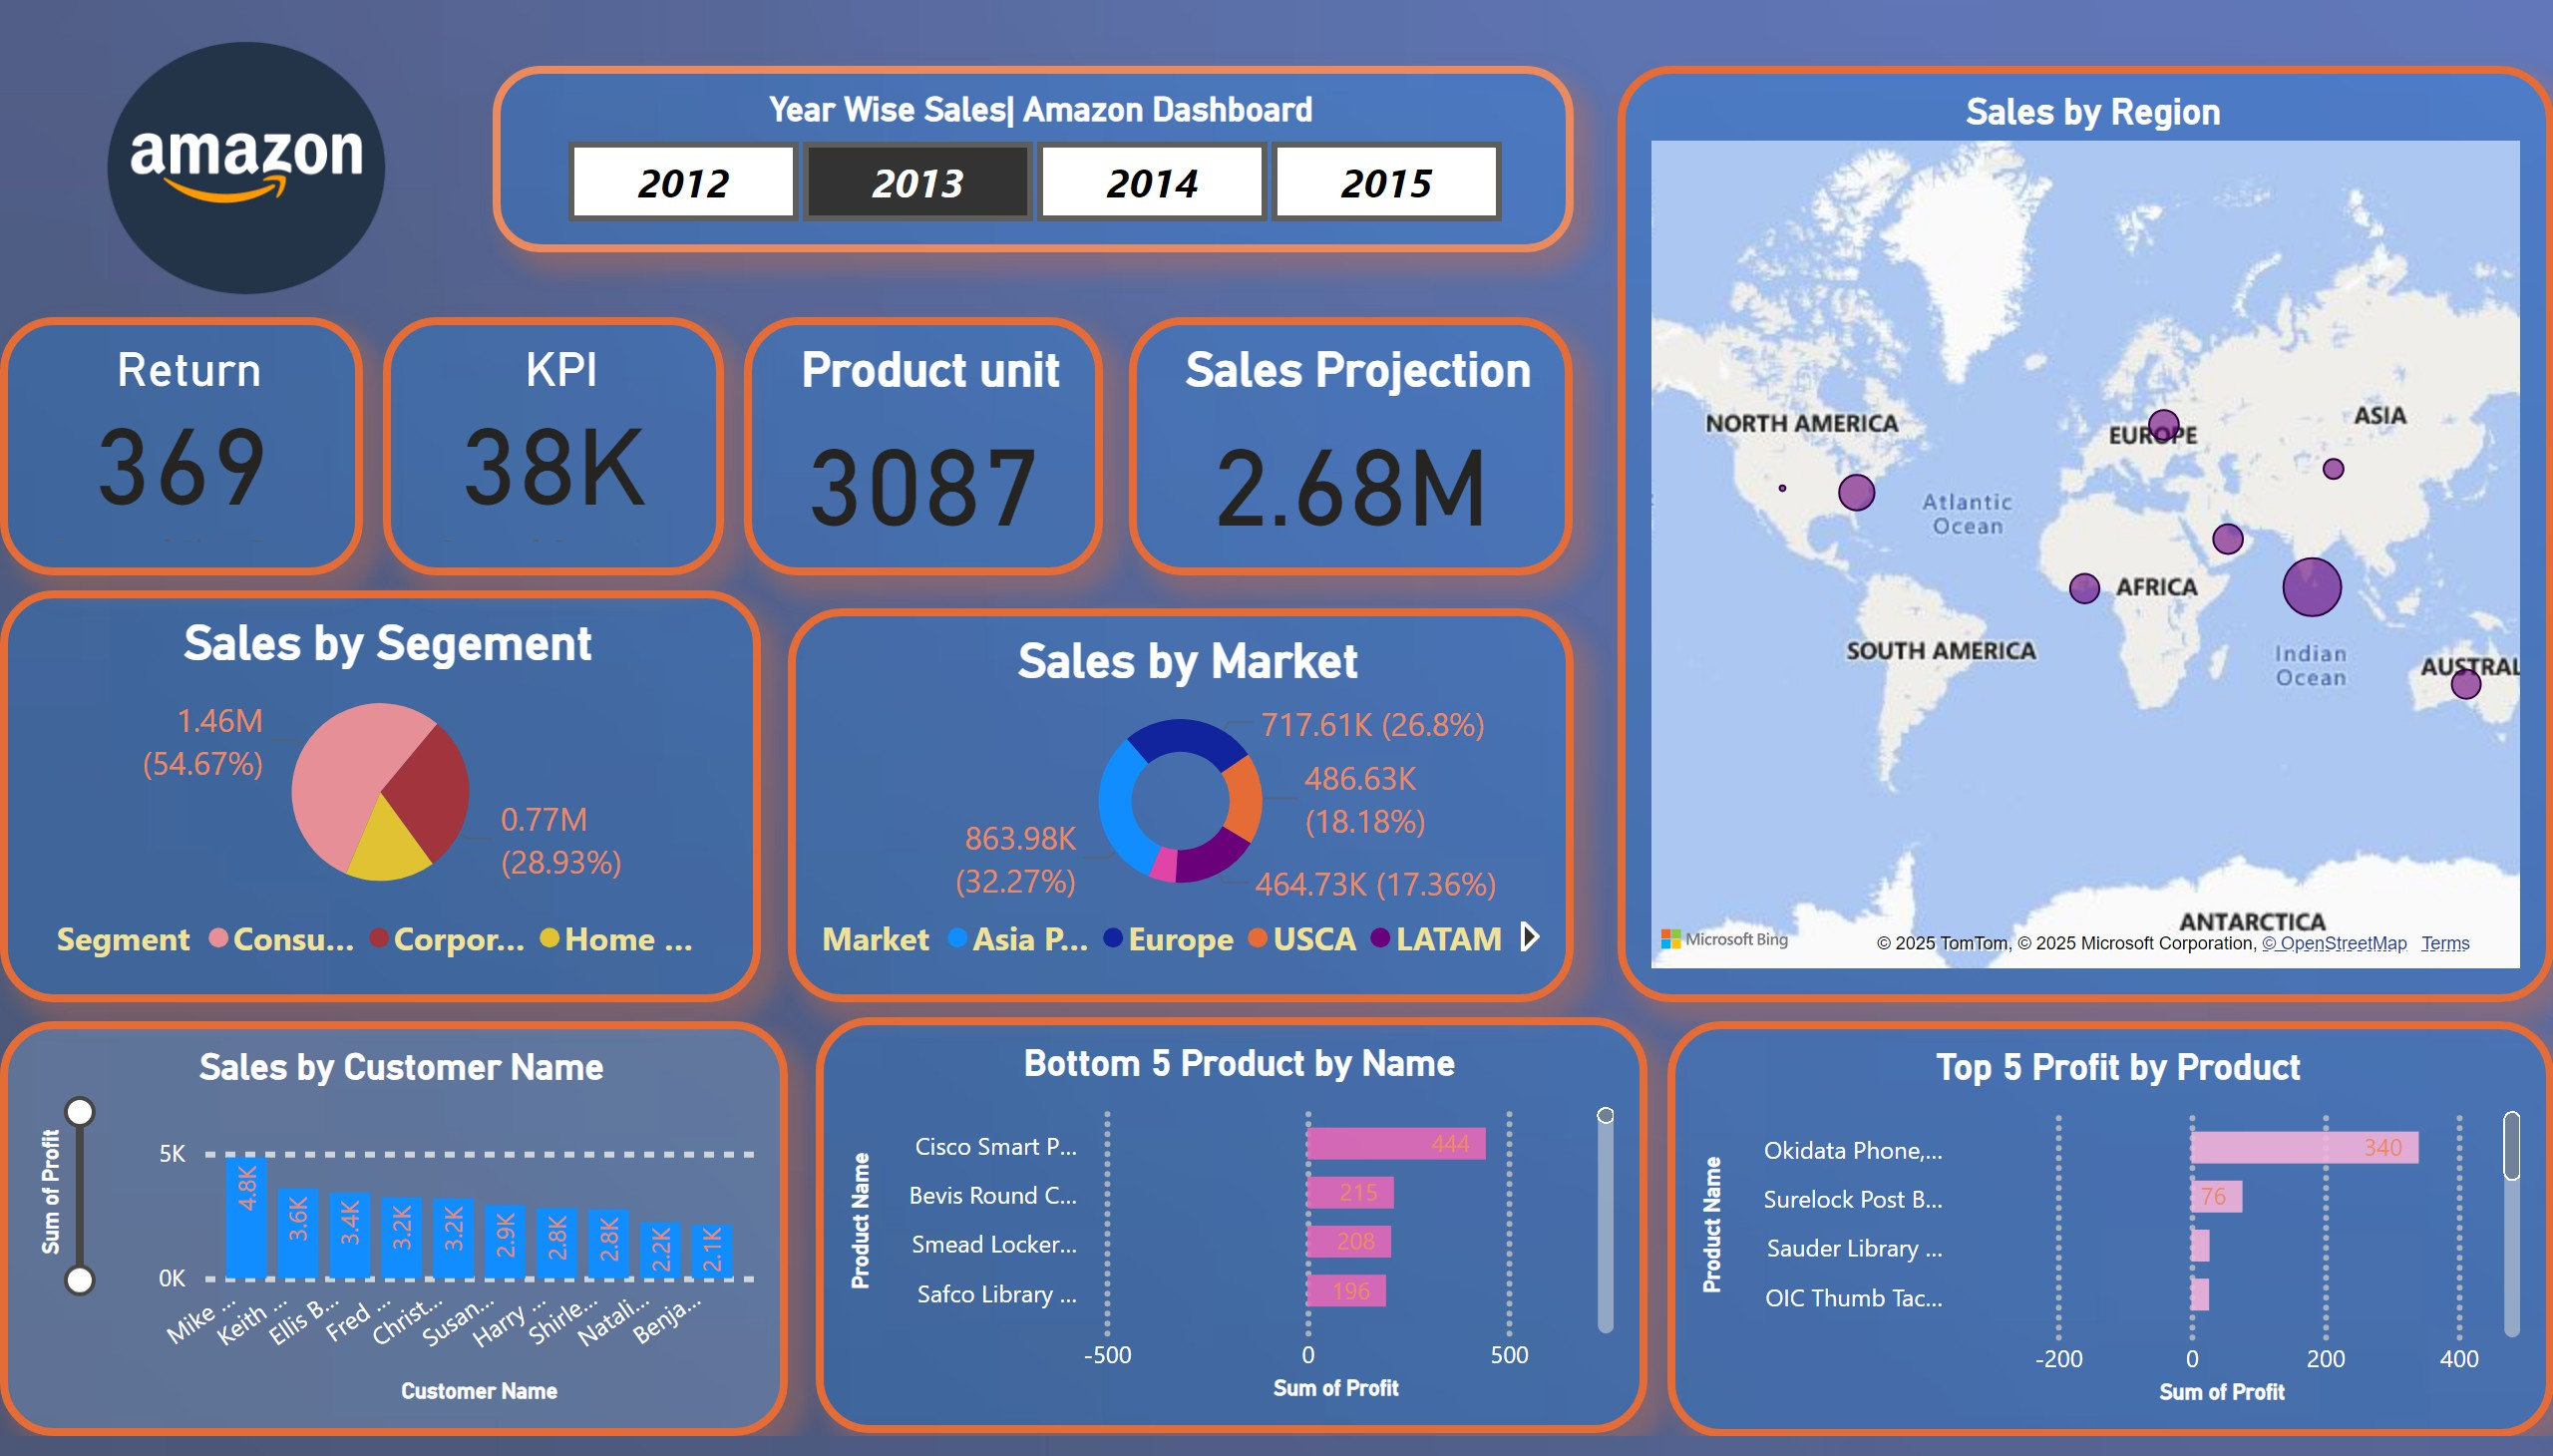 amazon
Year Wise Sales| Amazon Dashboard
2012
2013
2014
2015
Return
369
KPI
38K
Product unit
3087
Sales Projection
2.68M
Sales by Segement
1.46M
(54.67%)
0.77M
(28.93%)
Segment Consu... Corpor... Home ...
Sales by Market
717.61K (26.8%)
486.63K
(18.18%)
863.98K
(32.27%)
464.73K (17.36%)
Market Asia P... Europe USCA LATAM
Sales by Region
NORTH AMERICA
EUROPE
ASIA
Atlantic
Ocean
AFRICA
SOUTH AMERICA
Indian
Ocean
AUSTRAL
ANTARCTICA
Microsoft Bing
© 2025 TomTom, © 2025 Microsoft Corporation, © OpenStreetMap Terms
Sales by Customer Name
Sum of Profit
5K
0K
4.8K
3.6K
3.4K
3.2K
3.2K
2.9K
2.8K
2.8K
2.2K
2.1K
Mike ...
Keith ...
Ellis B...
Fred ...
Christ...
Susan...
Harry ...
Shirle...
Natali...
Benja...
Customer Name
Bottom 5 Product by Name
Product Name
Cisco Smart P...
444
Bevis Round C...
215
Smead Locker...
208
Safco Library ...
196
-500
0
500
Sum of Profit
Top 5 Profit by Product
Product Name
Okidata Phone,...
340
Surelock Post B...
76
Sauder Library ...
OIC Thumb Tac...
-200
0
200
400
Sum of Profit